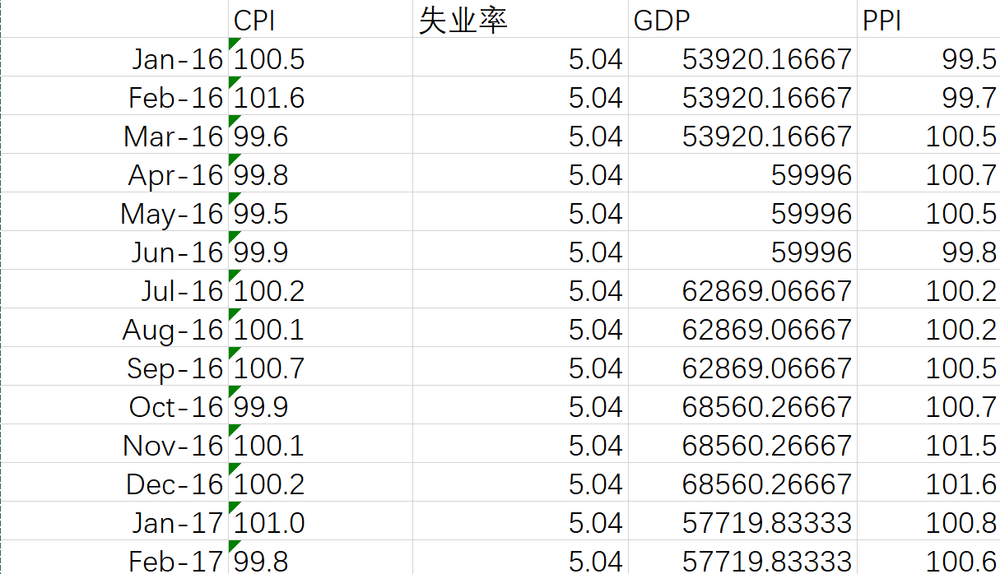 CPI 失业率 GDP PPI
Jan-16 100.5 5.04 53920.16667 99.5
Feb-16 101.6 5.04 53920.16667 99.7
Mar-16 99.6 5.04 53920.16667 100.5
Apr-16 99.8 5.04 59996 100.7
May-16 99.5 5.04 59996 100.5
Jun-16 99.9 5.04 59996 99.8
Jul-16 100.2 5.04 62869.06667 100.2
Aug-16 100.1 5.04 62869.06667 100.2
Sep-16 100.7 5.04 62869.06667 100.5
Oct-16 99.9 5.04 68560.26667 100.7
Nov-16 100.1 5.04 68560.26667 101.5
Dec-16 100.2 5.04 68560.26667 101.6
Jan-17 101.0 5.04 57719.83333 100.8
Feb-17 99.8 5.04 57719.83333 100.6